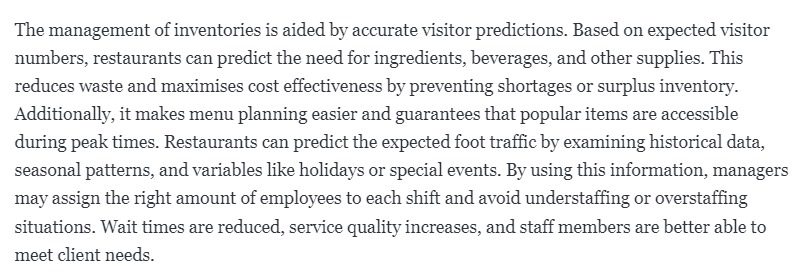 The management of inventories is aided by accurate visitor predictions. Based on expected visitor
numbers, restaurants can predict the need for ingredients, beverages, and other supplies. This
reduces waste and maximises cost effectiveness by preventing shortages or surplus inventory.
Additionally, it makes menu planning easier and guarantees that popular items are accessible
during peak times. Restaurants can predict the expected foot traffic by examining historical data,
seasonal patterns, and variables like holidays or special events. By using this information, managers
may assign the right amount of employees to each shift and avoid understaffing or overstaffing
situations. Wait times are reduced, service quality increases, and staff members are better able to
meet client needs.